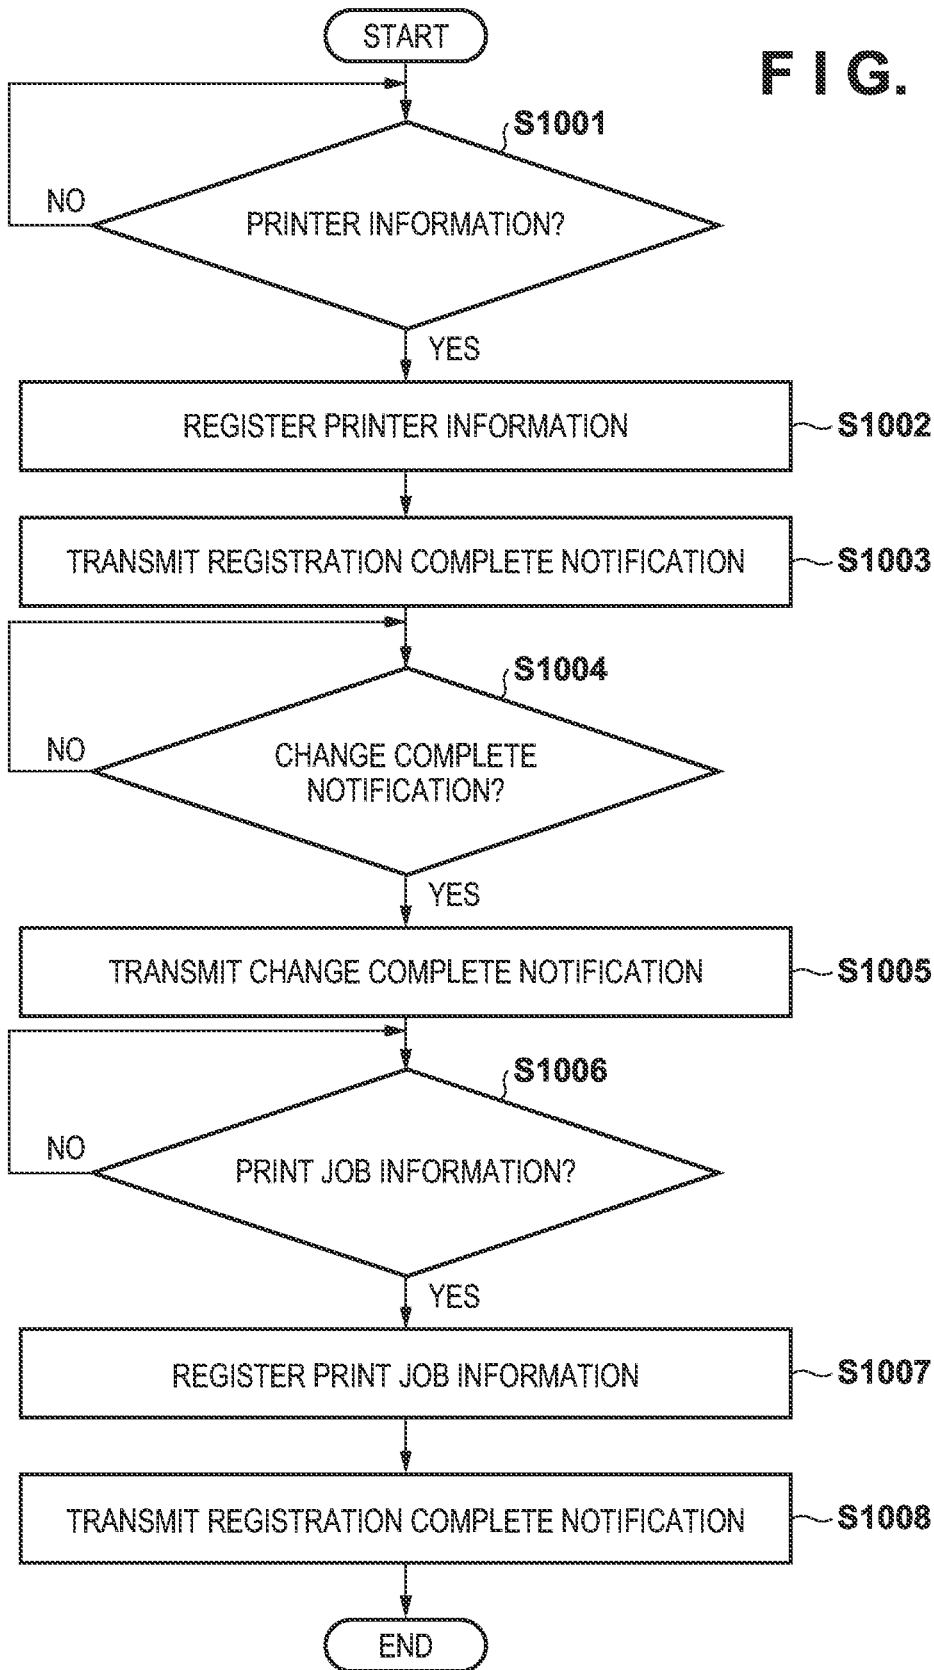 START
F I G.
S1001
NO
PRINTER INFORMATION?
YES
REGISTER PRINTER INFORMATION
S1002
TRANSMIT REGISTRATION COMPLETE NOTIFICATION
S1003
S1004
NO
CHANGE COMPLETE
NOTIFICATION?
YES
TRANSMIT CHANGE COMPLETE NOTIFICATION
S1005
S1006
NO
PRINT JOB INFORMATION?
YES
REGISTER PRINT JOB INFORMATION
S1007
TRANSMIT REGISTRATION COMPLETE NOTIFICATION
S1008
END